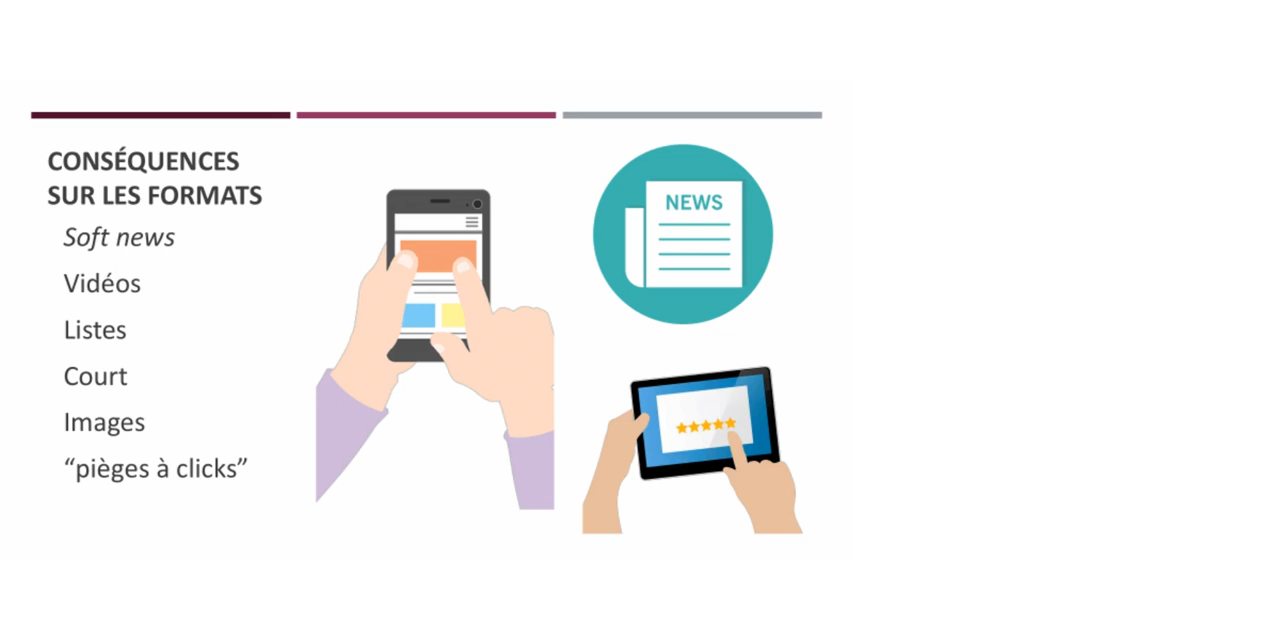 CONSÉQUENCES
SUR LES FORMATS
Soft news
Vidéos
Listes
Court
Images
“pièges à clicks”
NEWS